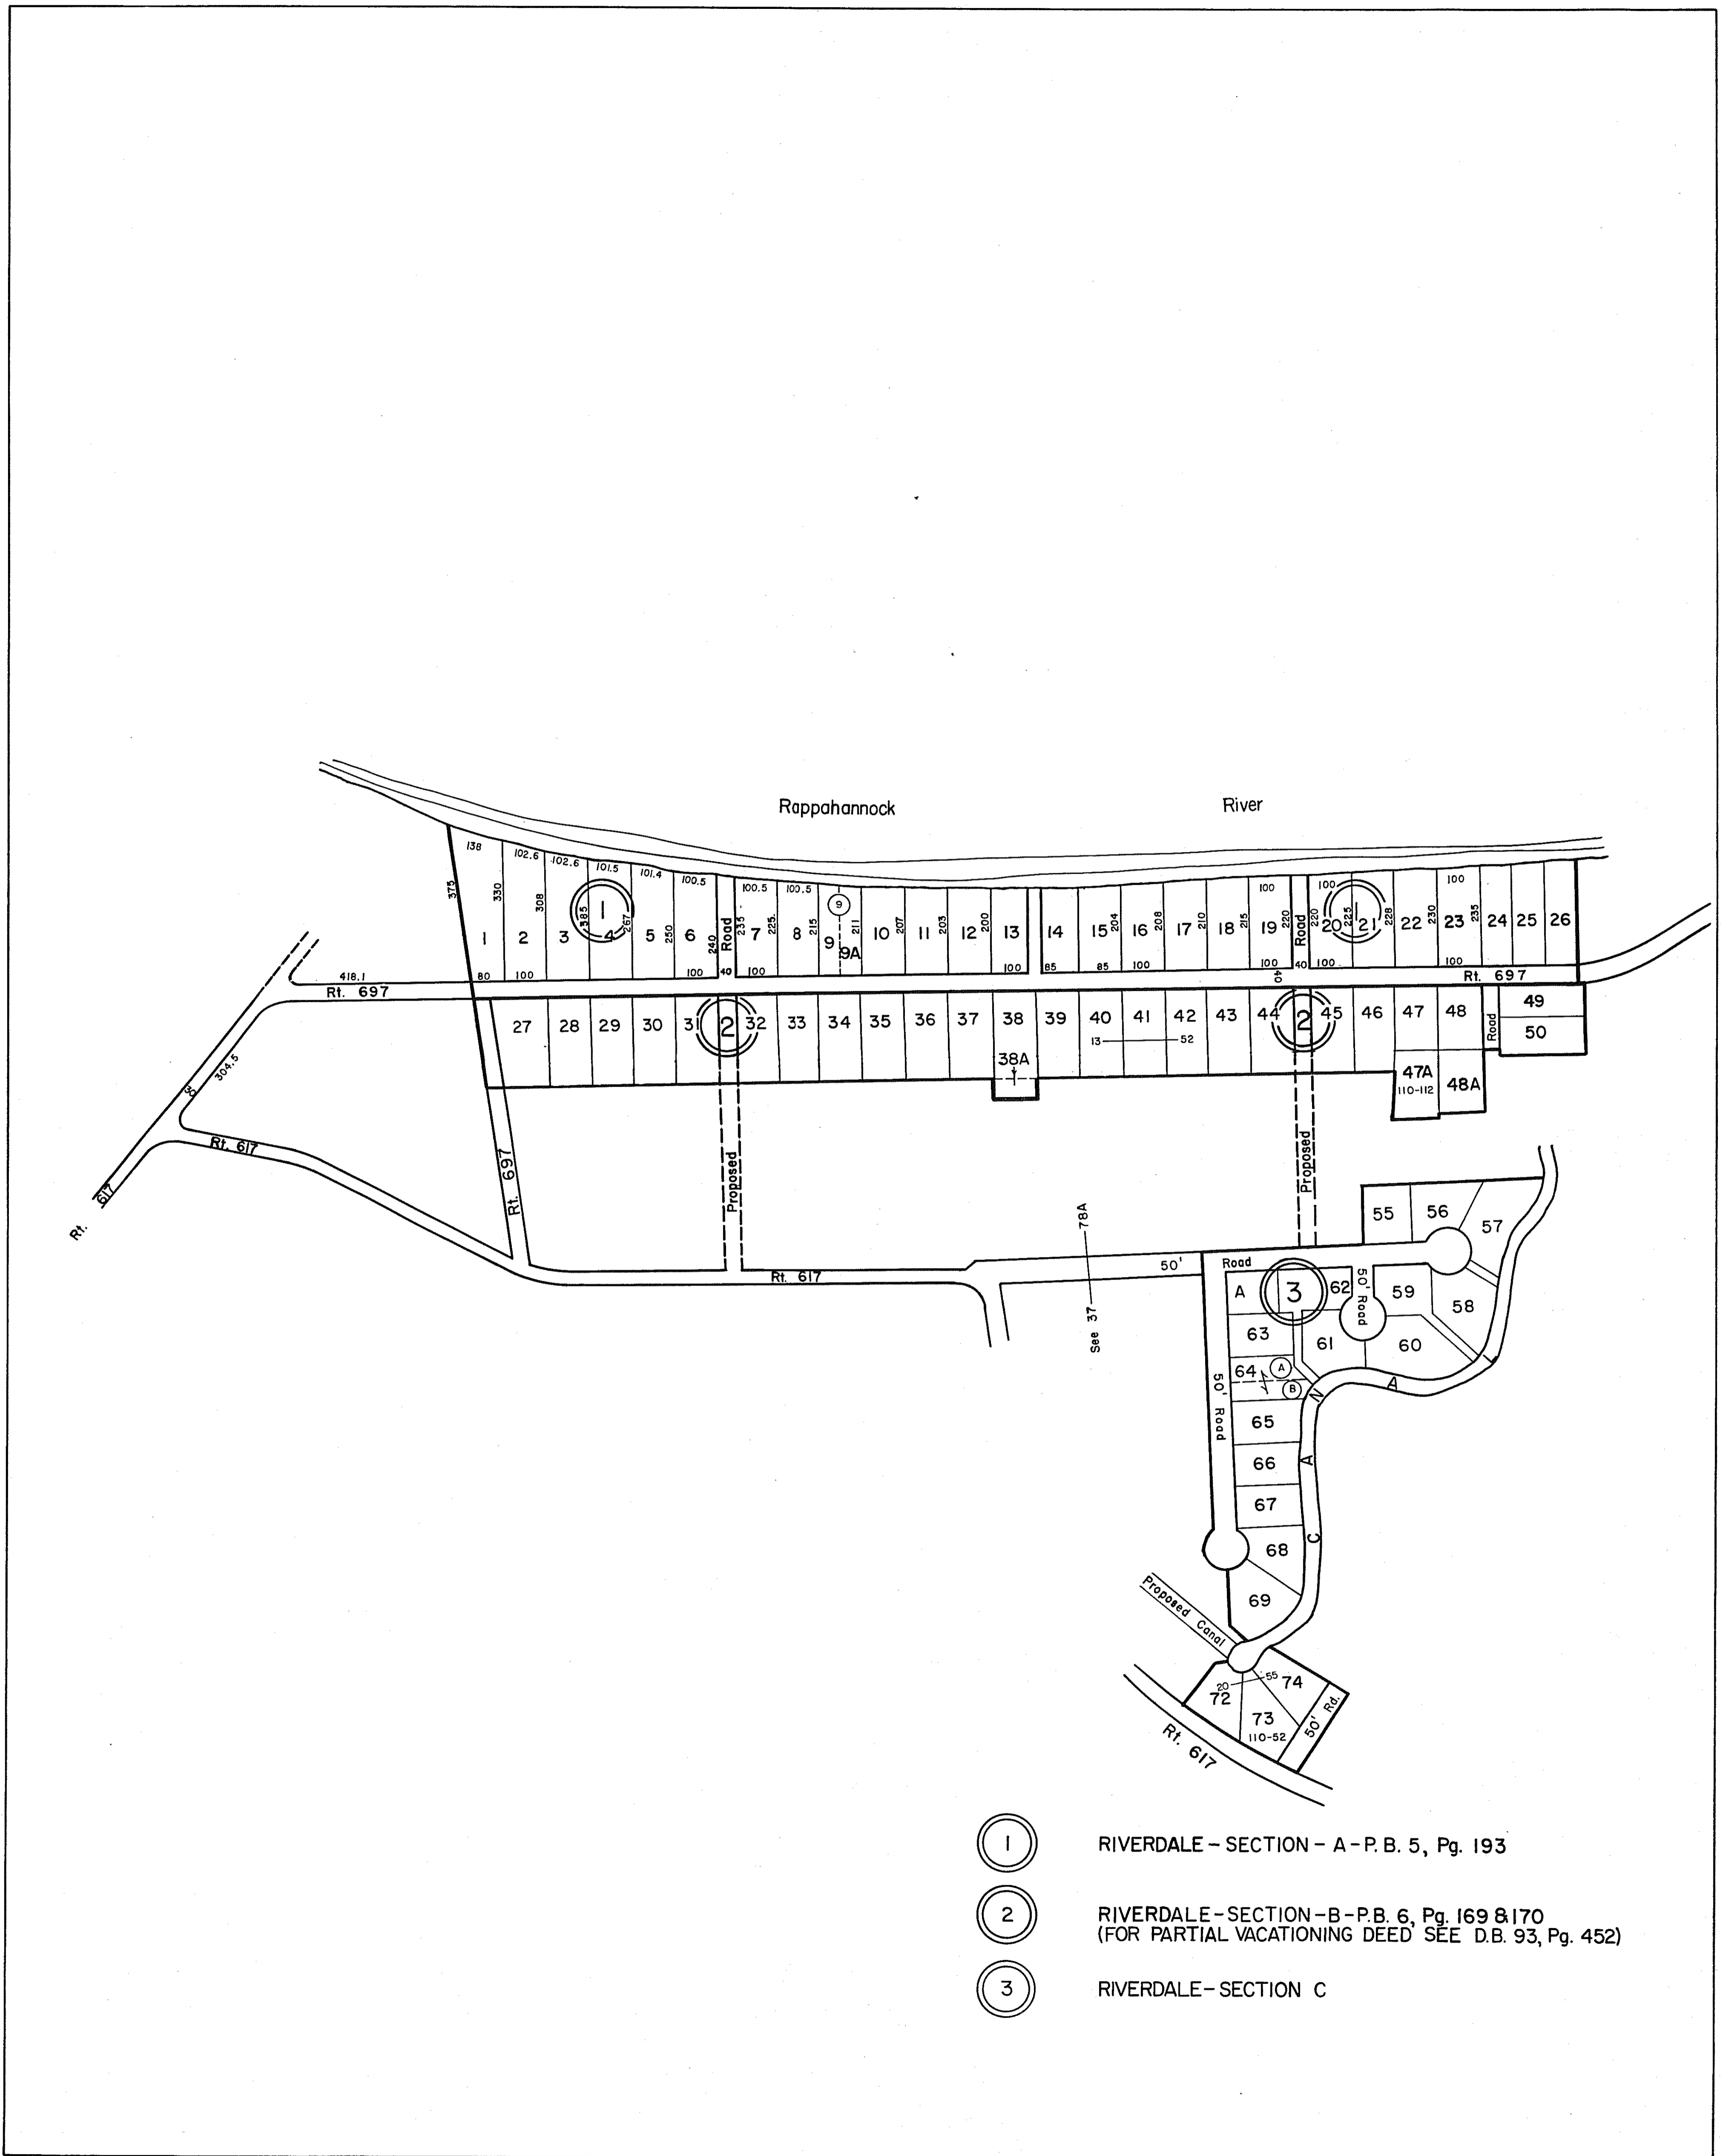 Rappahannock River
138 102.6 102.6 101.5 101.4 100.5 100.5 100.5 100 100 100
375 330 308 285 267 250 240 235 225 215 211 207 203 200 204 208 210 215 220 220 225 228 230 235
1 1
9
1 2 3 4 5 6 Road 7 8 9 9A 10 11 12 13 14 15 16 17 18 19 Road 20 21 22 23 24 25 26
80 100 100 40 100 100 85 85 100 100 40 100 100
418.1
Rt. 697
Rt. 697
40
27 28 29 30 31 2 32 33 34 35 36 37 38 39 40 41 42 43 44 2 45 46 47 48 Road 49
50
13 52
38A
47A 48A
110-112
30
304.5
Rt. 617
Rt. 617
Rt. 697
Proposed
Proposed
Rt. 617
See 37 78A
50' Road
55 56 57
A 3 62 50' Road 59 58
63 61 60
64 A
B
50' Road
65
66
67
68
69
CANAL
Proposed Canal
20 55
72 73 74
110-52
50' Rd.
Rt. 617
1 RIVERDALE - SECTION - A - P.B. 5, Pg. 193
2 RIVERDALE - SECTION - B - P.B. 6, Pg. 169 & 170
(FOR PARTIAL VACATIONING DEED SEE D.B. 93, Pg. 452)
3 RIVERDALE - SECTION C